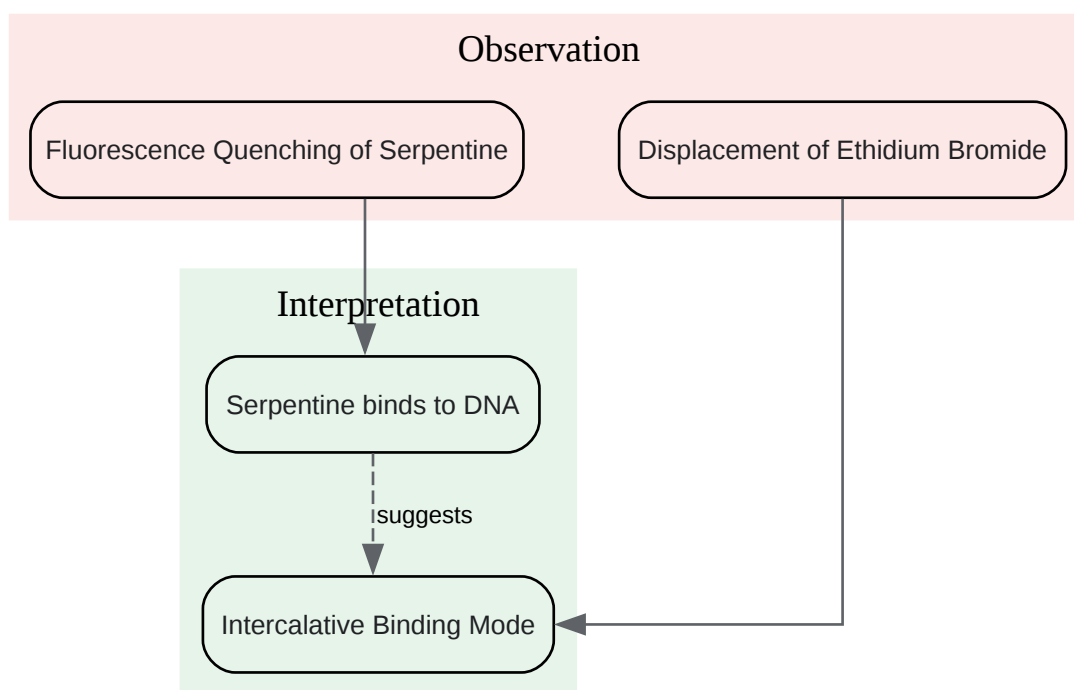 Observation
Fluorescence Quenching of Serpentine
Displacement of Ethidium Bromide
Interpretation
Serpentine binds to DNA
suggests
Intercalative Binding Mode